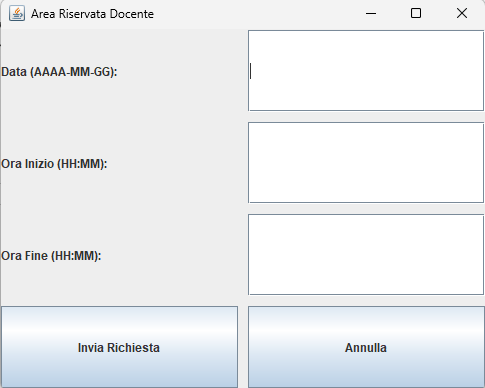 Area Riservata Docente
Data (AAAA-MM-GG):
Ora Inizio (HH:MM):
Ora Fine (HH:MM):
Invia Richiesta
Annulla